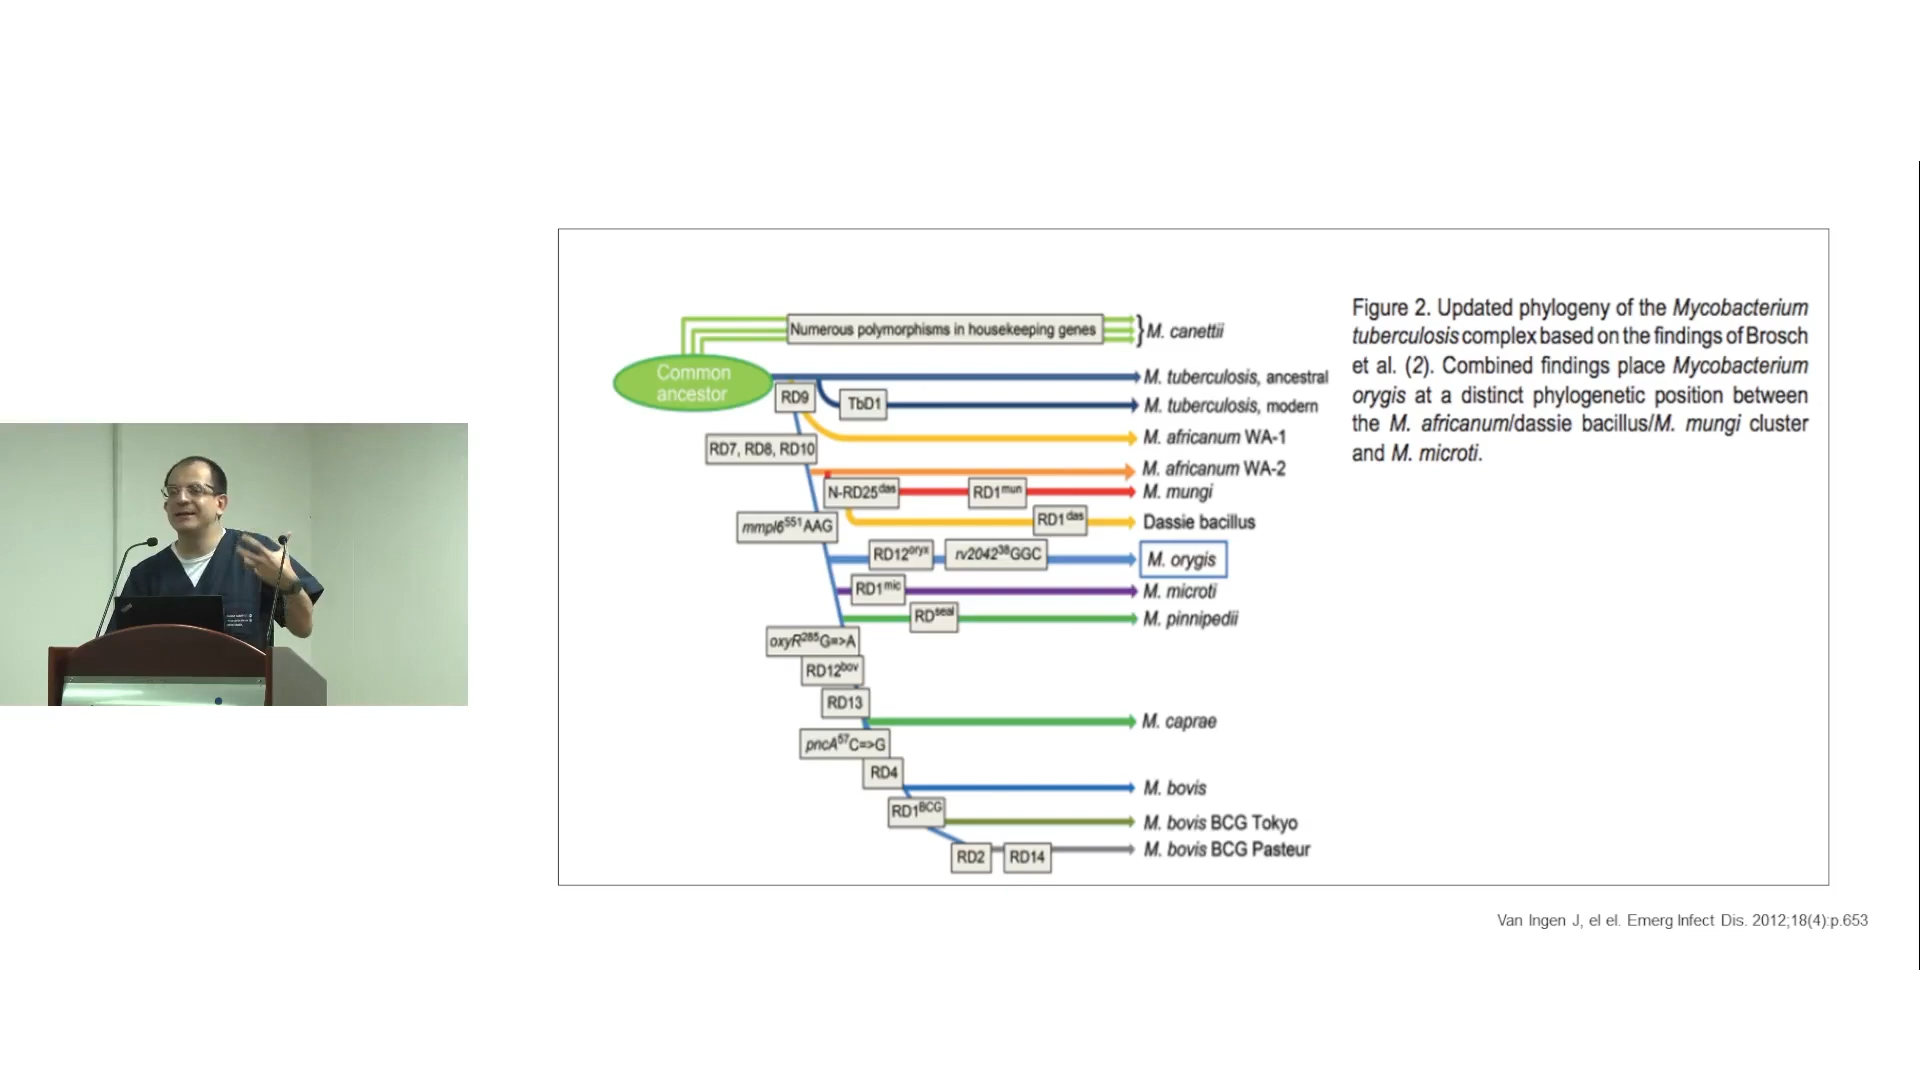 Numerous polymorphisms in housekeeping genes
M. canettii
Common
ancestor
M. tuberculosis, ancestral
RD9
TbD1
M. tuberculosis, modern
M. africanum WA-1
RD7, RD8, RD10
M. africanum WA-2
N-RD25das
RD1mun
M. mungi
mmpl6551AAG
RD1das
Dassie bacillus
RD12oryx
rv204238GGC
M. orygis
RD1mic
M. microti
RDseal
M. pinnipedii
oxyR285G=>A
RD12bov
RD13
M. caprae
pncA57C=>G
RD4
M. bovis
RD1BCG
M. bovis BCG Tokyo
RD2
RD14
M. bovis BCG Pasteur
Figure 2. Updated phylogeny of the Mycobacterium
tuberculosis complex based on the findings of Brosch
et al. (2). Combined findings place Mycobacterium
orygis at a distinct phylogenetic position between
the M. africanum/dassie bacillus/M. mungi cluster
and M. microti.
Van Ingen J, el el. Emerg Infect Dis. 2012;18(4):p.653